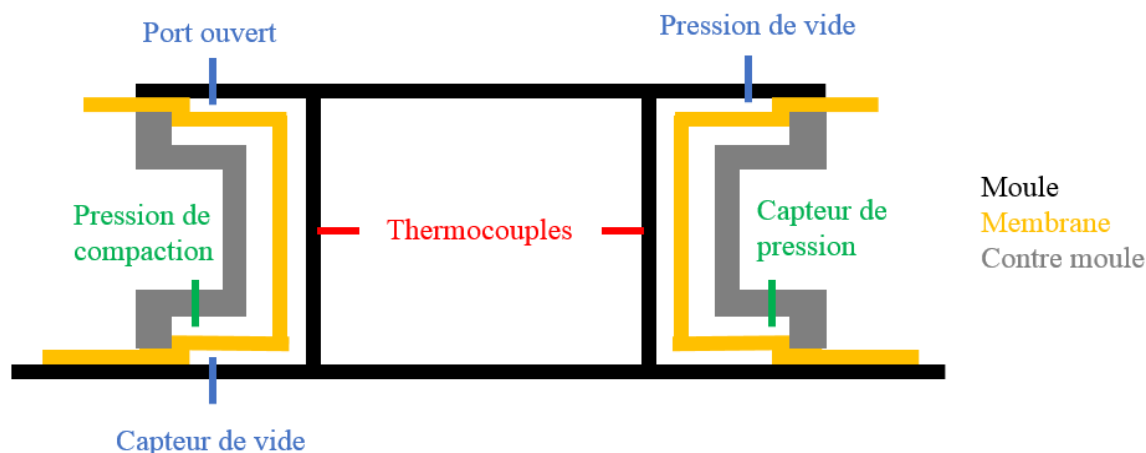 Port ouvert
Pression de vide
Pression de
compaction
Thermocouples
Capteur de
pression
Moule
Membrane
Contre moule
Capteur de vide